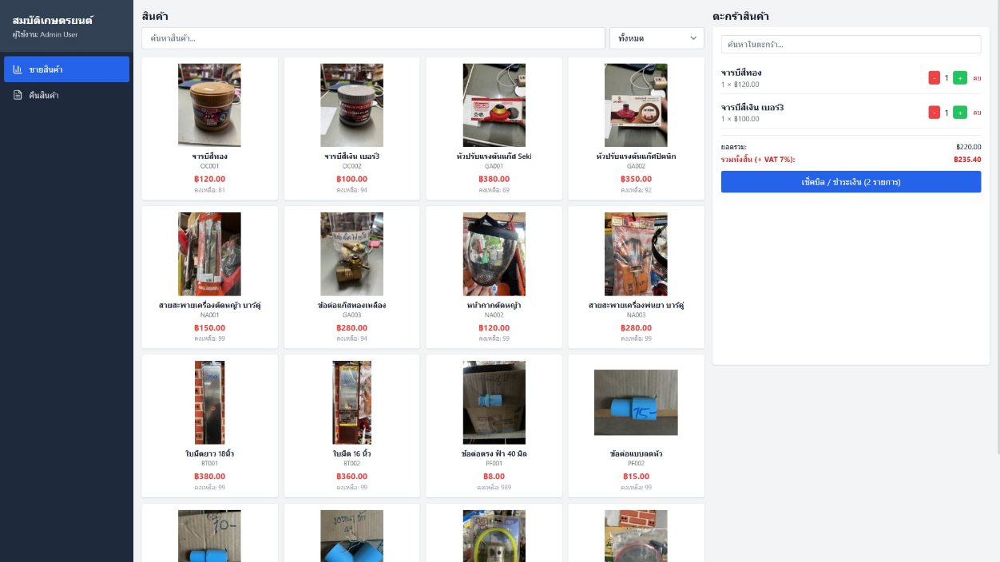 สมบัติเกษตรยนต์
ผู้ใช้งาน: Admin User
ขายสินค้า
คืนสินค้า
สินค้า
ค้นหาสินค้า...
ทั้งหมด
จารบีสีทอง
OC001
฿120.00
คงเหลือ: 81
จารบีสีเงิน เบอร์3
OC002
฿100.00
คงเหลือ: 94
หัวปรับแรงดันแก๊ส Seki
GA001
฿380.00
คงเหลือ: 89
หัวปรับแรงดันแก๊ศปิคนิก
GA002
฿350.00
คงเหลือ: 92
สายสะพายเครื่องตัดหญ้า บาร์คู่
NA001
฿150.00
คงเหลือ: 99
ข้อต่อแก๊สทองเหลือง
GA003
฿280.00
คงเหลือ: 94
หน้ากากตัดหญ้า
NA002
฿120.00
คงเหลือ: 99
สายสะพายเครื่องพ่นยา บาร์คู่
NA003
฿280.00
คงเหลือ: 99
ใบมีดยาว 18นิ้ว
BT001
฿380.00
คงเหลือ: 99
ใบมีด 16 นิ้ว
BT002
฿360.00
คงเหลือ: 99
ข้อต่อตรง ฟ้า 40 มิล
PF001
฿8.00
คงเหลือ: 989
15-
ข้อต่อแบบลดหัว
PF002
฿15.00
คงเหลือ: 99
10-
ตะกร้าสินค้า
ค้นหาในตะกร้า...
จารบีสีทอง
1 × ฿120.00
- 1 + ลบ
จารบีสีเงิน เบอร์3
1 × ฿100.00
- 1 + ลบ
ยอดรวม: ฿220.00
รวมทั้งสิ้น (+ VAT 7%): ฿235.40
เช็คบิล / ชำระเงิน (2 รายการ)